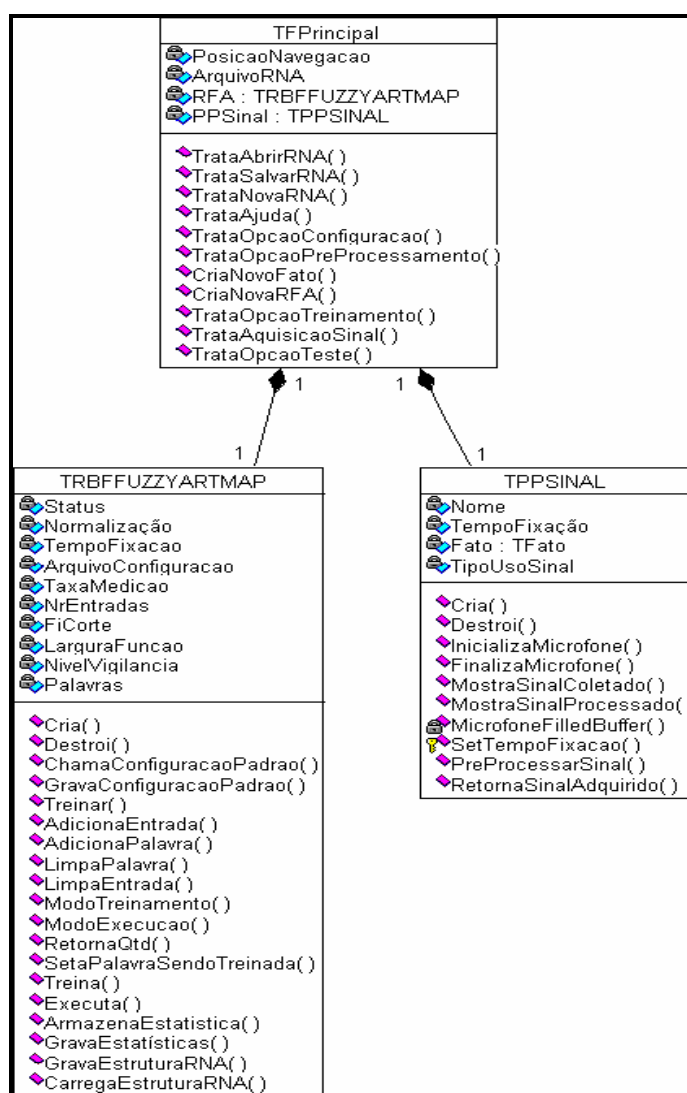 TFPrincipal
PosicaoNavegacao
ArquivoRNA
RFA : TRBFFUZZYARTMAP
PPSinal : TPPSINAL
TrataAbrirRNA( )
TrataSalvarRNA( )
TrataNovaRNA( )
TrataAjuda( )
TrataOpcaoConfiguracao( )
TrataOpcaoPreProcessamento( )
CriaNovoFato( )
CriaNovaRFA( )
TrataOpcaoTreinamento( )
TrataAquisicaoSinal( )
TrataOpcaoTeste( )
1 1
1 1
TRBFFUZZYARTMAP
Status
Normalização
TempoFixacao
ArquivoConfiguracao
TaxaMedicao
NrEntradas
FiCorte
LarguraFuncao
NivelVigilancia
Palavras
Cria( )
Destroi( )
ChamaConfiguracaoPadrao( )
GravaConfiguracaoPadrao( )
Treinar( )
AdicionaEntrada( )
AdicionaPalavra( )
LimpaPalavra( )
LimpaEntrada( )
ModoTreinamento( )
ModoExecucao( )
RetornaQtd( )
SetaPalavraSendoTreinada( )
Treina( )
Executa( )
ArmazenaEstatistica( )
GravaEstatísticas( )
GravaEstruturaRNA( )
CarregaEstruturaRNA( )
TPPSINAL
Nome
TempoFixação
Fato : TFato
TipoUsoSinal
Cria( )
Destroi( )
InicializaMicrofone( )
FinalizaMicrofone( )
MostraSinalColetado( )
MostraSinalProcessado(
MicrofoneFilledBuffer( )
SetTempoFixacao( )
PreProcessarSinal( )
RetornaSinalAdquirido( )